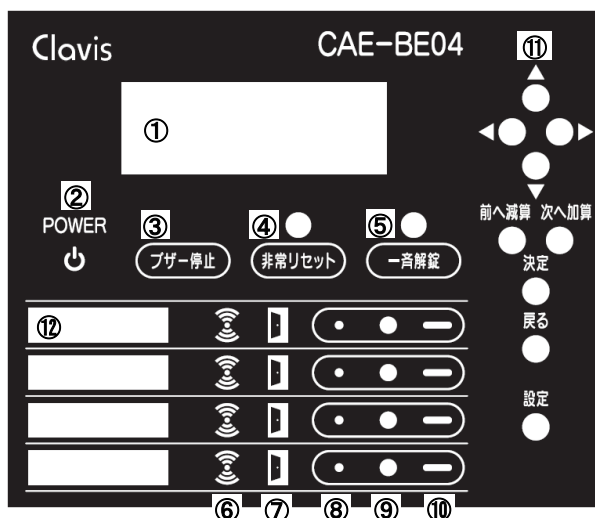 Clavis CAE-BE04 ⑪
①
②
POWER ③ ④ ⑤
ブザー停止 非常リセット 一斉解錠
前へ減算 次へ加算
決定
戻る
設定
⑫
⑥ ⑦ ⑧ ⑨ ⑩